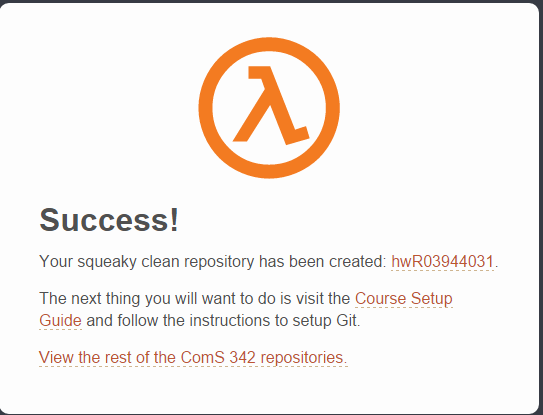 Success!
Your squeaky clean repository has been created: hwR03944031.
The next thing you will want to do is visit the Course Setup
Guide and follow the instructions to setup Git.
View the rest of the ComS 342 repositories.